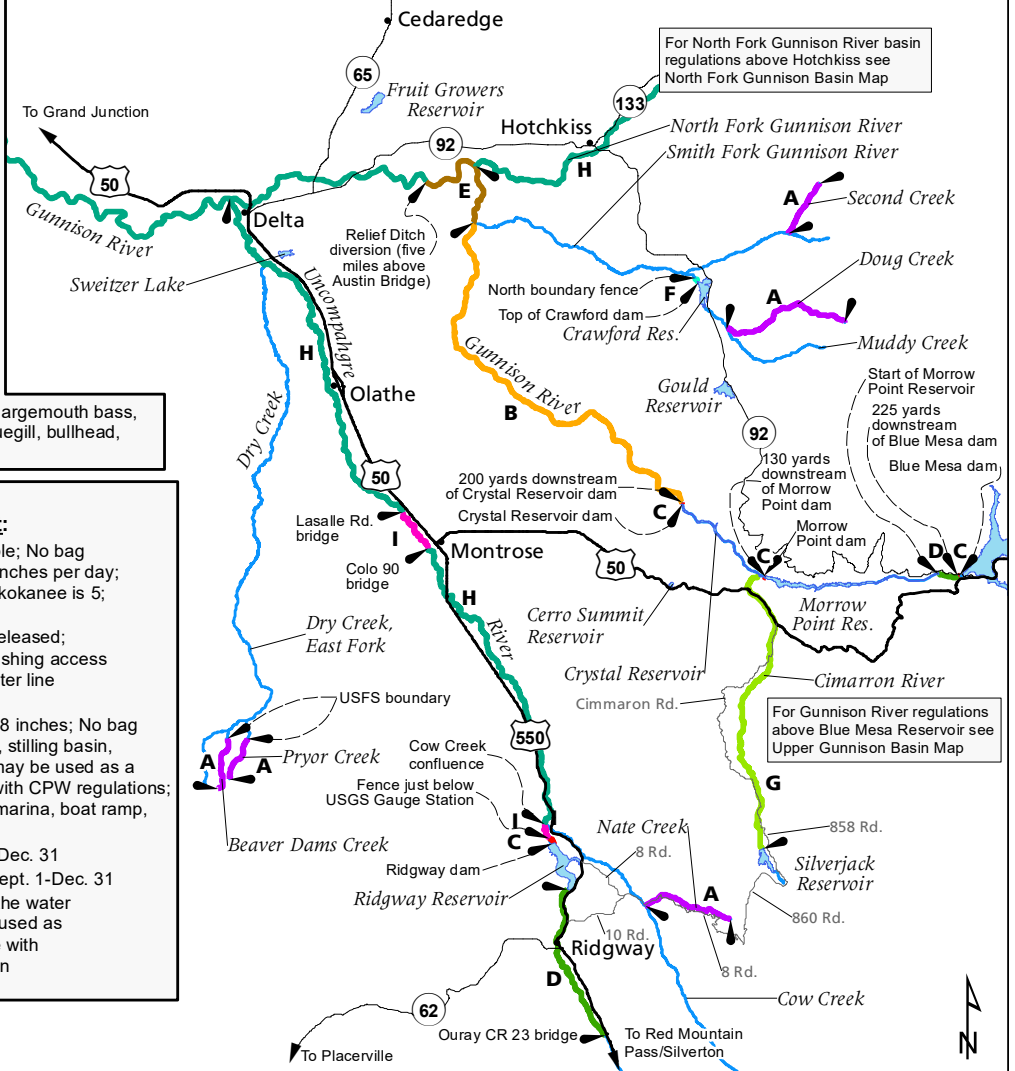 Cedaredge
65
For North Fork Gunnison River basin
regulations above Hotchkiss see
North Fork Gunnison Basin Map
Fruit Growers
Reservoir
To Grand Junction
133
Hotchkiss
92
North Fork Gunnison River
Smith Fork Gunnison River
50
H
E
A
Second Creek
Gunnison River
Delta
Relief Ditch
diversion (five
miles above
Austin Bridge)
Sweitzer Lake
Uncompahgre
Doug Creek
North boundary fence
F
A
Top of Crawford dam
Crawford Res.
H
Muddy Creek
Gunnison River
Start of Morrow
Point Reservoir
Gould
Reservoir
Olathe
B
225 yards
downstream
of Blue Mesa dam
argemouth bass,
uegill, bullhead,
Dry Creek
92
130 yards
downstream
of Morrow
Point dam
Blue Mesa dam
50
200 yards downstream
of Crystal Reservoir dam
Crystal Reservoir dam
C
Morrow
Point dam
Lasalle Rd.
bridge
I
Montrose
Colo 90
bridge
50
C
D
C
ble; No bag
nches per day;
kokanee is 5;
H
Cerro Summit
Reservoir
Morrow
Point Res.
Dry Creek,
East Fork
River
eleased;
shing access
ter line
Crystal Reservoir
Cimarron River
USFS boundary
Cimmaron Rd.
For Gunnison River regulations
above Blue Mesa Reservoir see
Upper Gunnison Basin Map
8 inches; No bag
, stilling basin,
may be used as a
with CPW regulations;
marina, boat ramp,
550
A
A
Pryor Creek
Cow Creek
confluence
Fence just below
USGS Gauge Station
G
I
I
C
Nate Creek
858 Rd.
Beaver Dams Creek
8 Rd.
Dec. 31
ept. 1-Dec. 31
he water
used as
with
n
Ridgway dam
Silverjack
Reservoir
Ridgway Reservoir
A
860 Rd.
10 Rd.
Ridgway
8 Rd.
D
Cow Creek
62
N
Ouray CR 23 bridge
To Red Mountain
Pass/Silverton
To Placerville